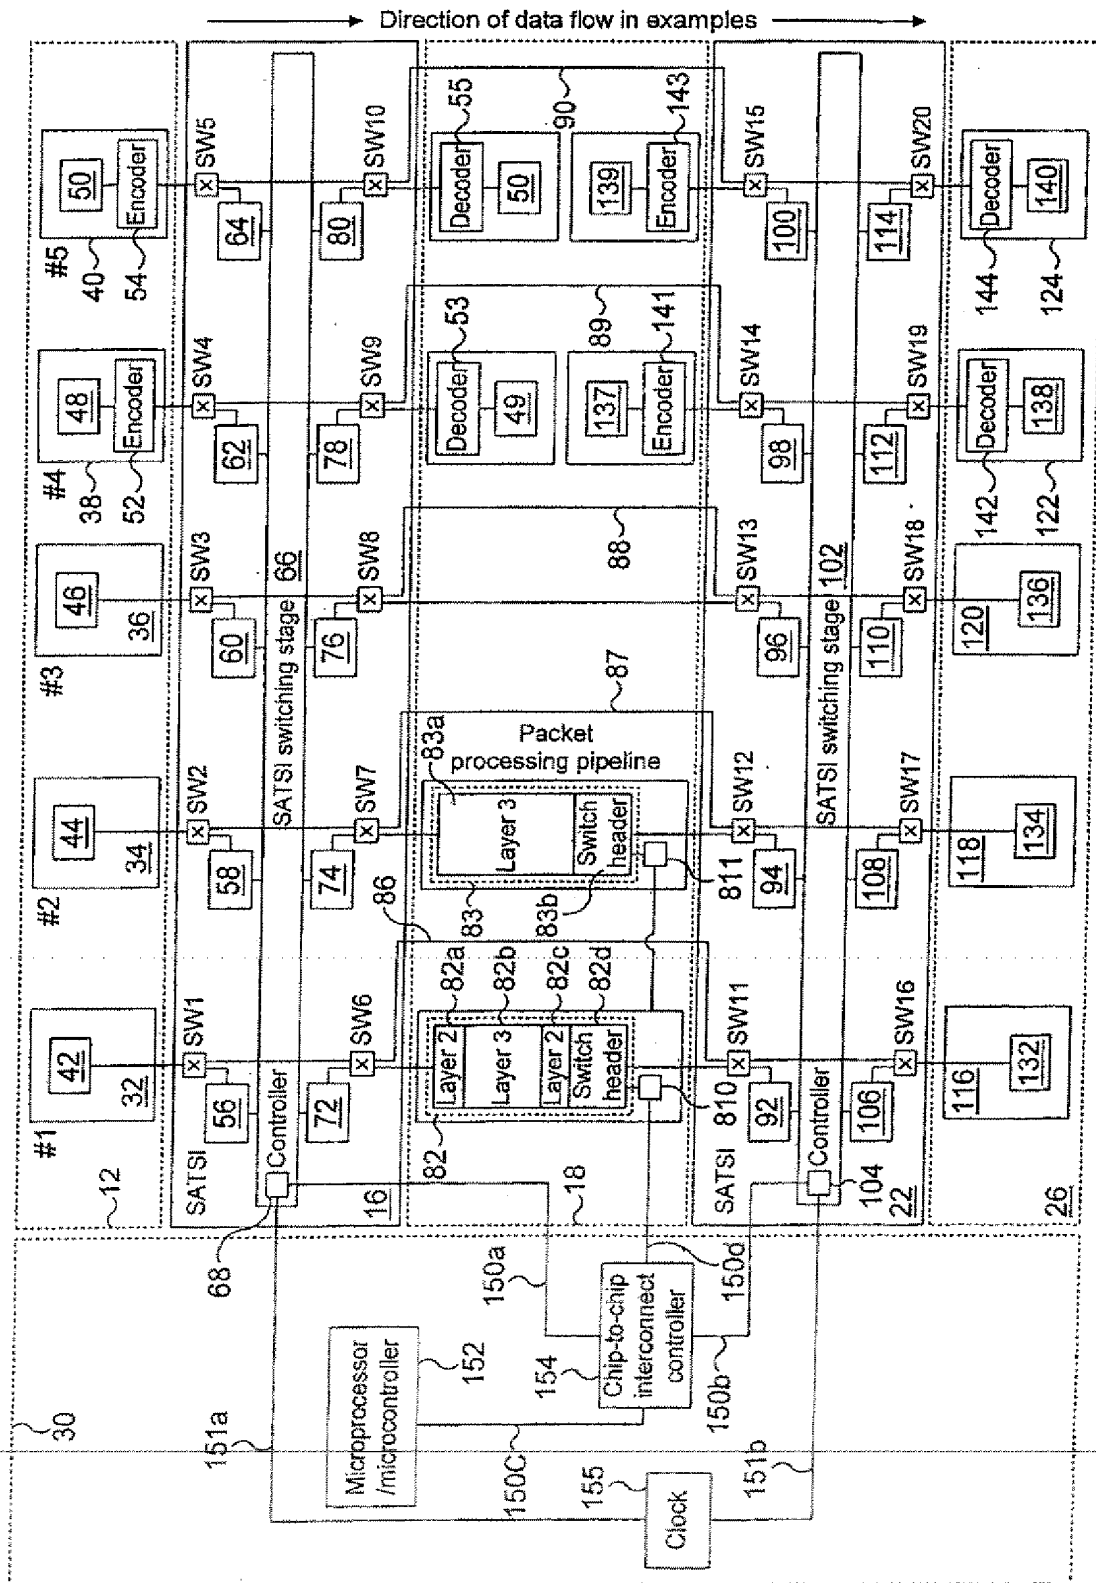 Direction of data flow in examples
#1
#2
#3
#4
#5
42
44
46
48
50
Encoder
Encoder
32
34
36
38
52
40
54
12
SW1
SW2
SW3
SW4
SW5
SATSI
56
58
60
62
64
Controller
SATSI switching stage 66
68
72
74
76
78
80
SW6
SW7
SW8
SW9
SW10
16
86
87
88
89
90
Packet
processing pipeline
82
82a
82b
82c
82d
Layer 2
Layer 3
Layer 2
Switch
header
83
83a
83b
Layer 3
Switch
header
810
811
18
Decoder
53
49
137
Encoder
141
Decoder
55
50
139
Encoder
143
SW11
SW12
SW13
SW14
SW15
SATSI
92
94
96
98
100
Controller
SATSI switching stage 102
104
106
108
110
112
114
SW16
SW17
SW18
SW19
SW20
22
116
118
120
Decoder
Decoder
132
134
136
138
140
142
122
144
124
26
30
Microprocessor
/microcontroller
152
Chip-to-chip
interconnect
controller
154
Clock
155
150a
150b
150C
150d
151a
151b